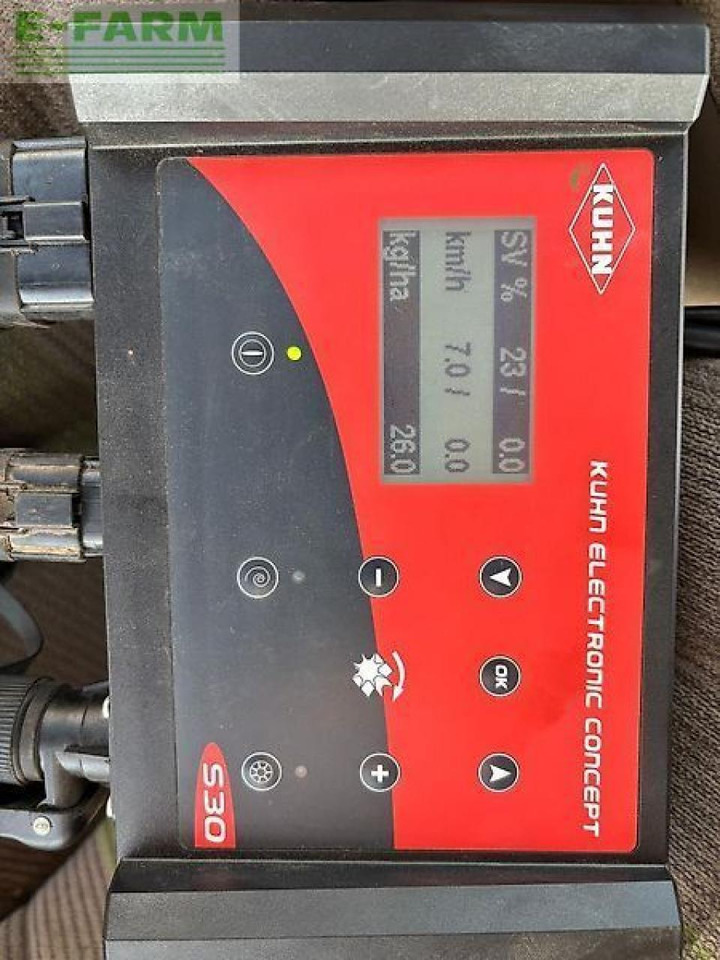 E-FARM
KUHN
KUHN ELECTRONIC CONCEPT
SV % 23 / 0.0
km/h 7.0 / 0.0
kg/ha 26.0
OK
S30